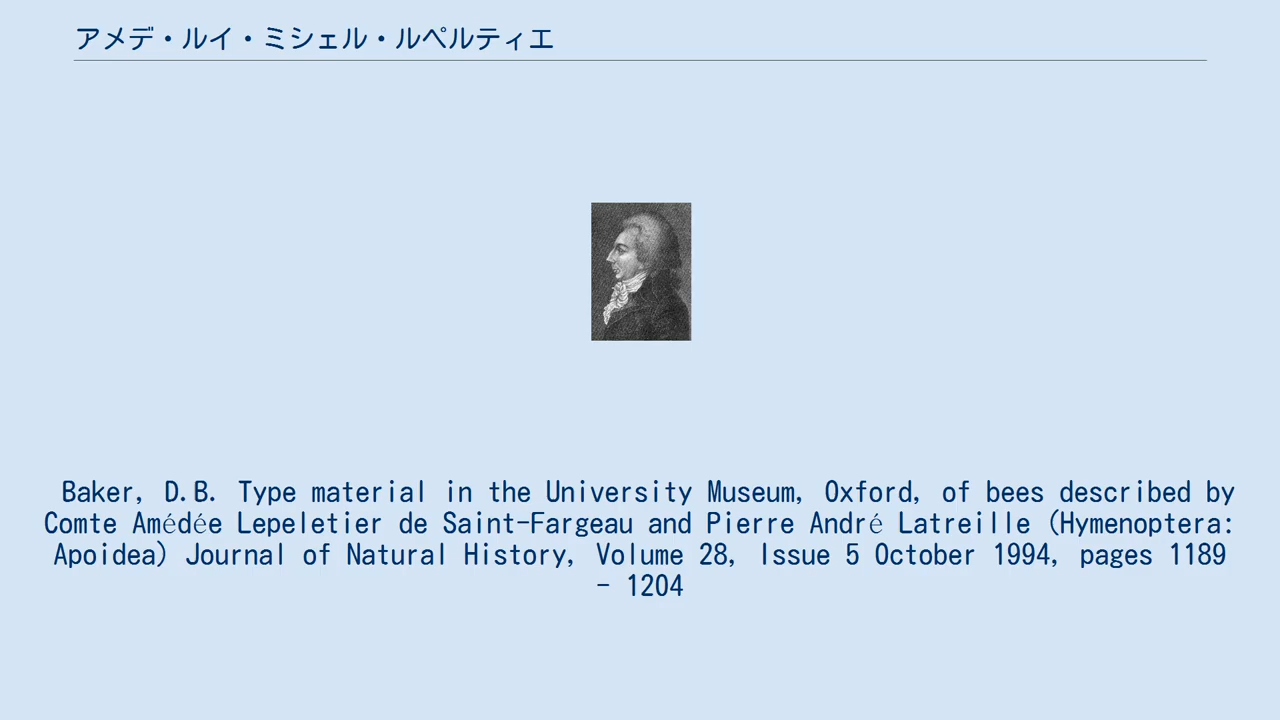 アメデ・ルイ・ミシェル・ルペルティエ
Baker, D.B. Type material in the University Museum, Oxford, of bees described by
Comte Amédée Lepeletier de Saint-Fargeau and Pierre André Latreille (Hymenoptera:
Apoidea) Journal of Natural History, Volume 28, Issue 5 October 1994, pages 1189
- 1204